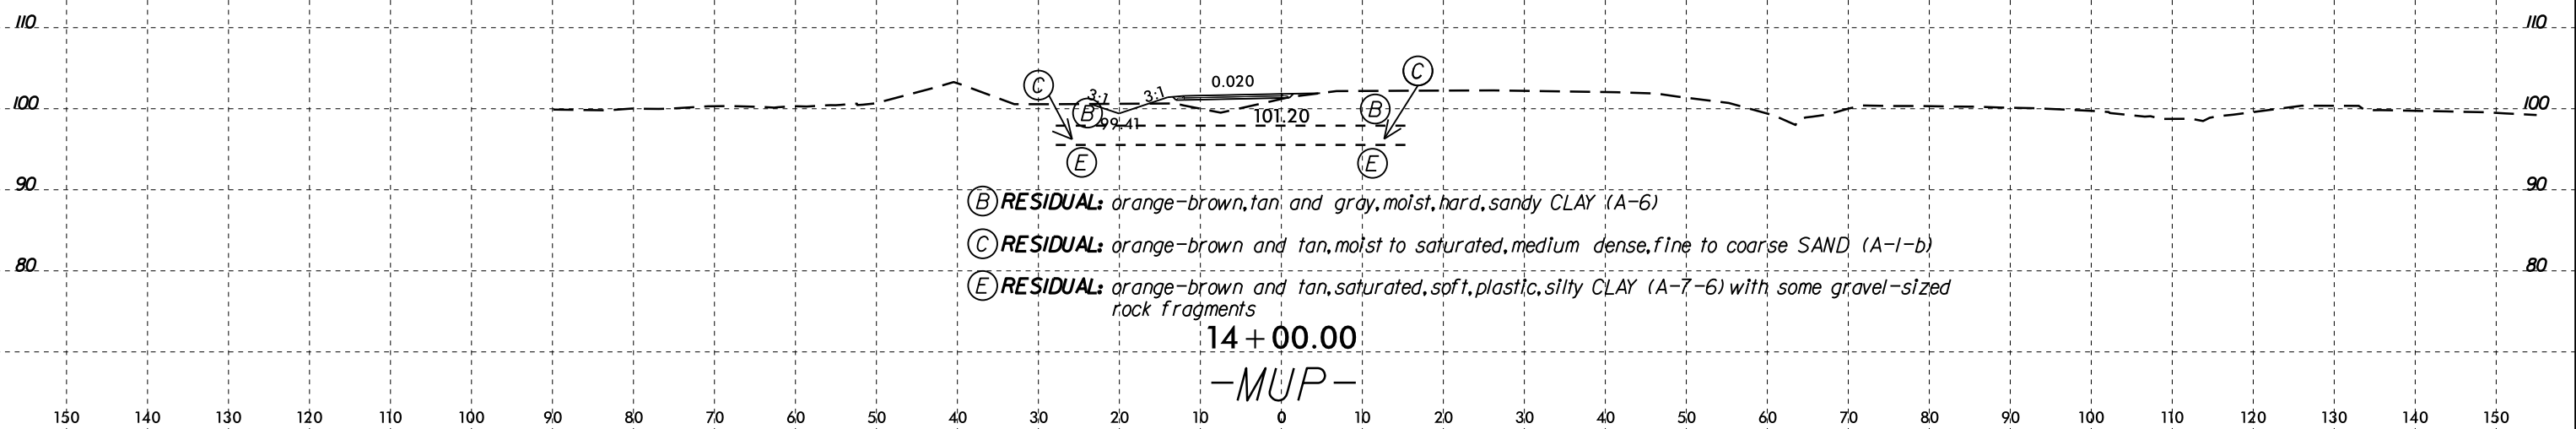 110 110
C C
3:1 3:1 0.020
100 B B 100
99.41 101.20
E E
90 90
B RESIDUAL: orange-brown, tan and gray, moist, hard, sandy CLAY (A-6)
C RESIDUAL: orange-brown and tan, moist to saturated, medium dense, fine to coarse SAND (A-1-b)
80 80
E RESIDUAL: orange-brown and tan, saturated, soft, plastic, silty CLAY (A-7-6) with some gravel-sized
rock fragments
14+00.00
-MUP-
150 140 130 120 110 100 90 80 70 60 50 40 30 20 10 0 10 20 30 40 50 60 70 80 90 100 110 120 130 140 150